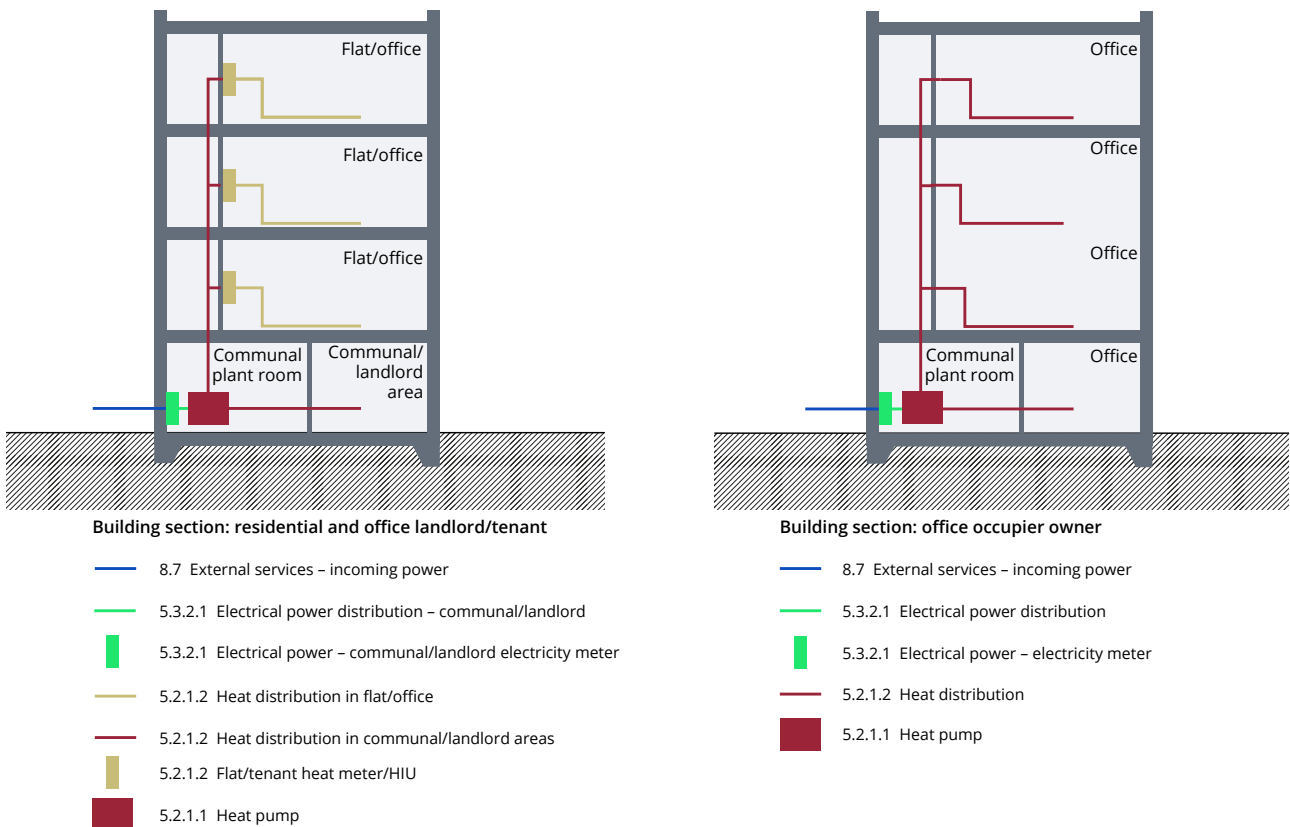 Flat/office
Flat/office
Flat/office
Communal
plant room
Communal/
landlord
area
Building section: residential and office landlord/tenant
8.7 External services – incoming power
5.3.2.1 Electrical power distribution – communal/landlord
5.3.2.1 Electrical power – communal/landlord electricity meter
5.2.1.2 Heat distribution in flat/office
5.2.1.2 Heat distribution in communal/landlord areas
5.2.1.2 Flat/tenant heat meter/HIU
5.2.1.1 Heat pump
Office
Office
Office
Communal
plant room
Office
Building section: office occupier owner
8.7 External services – incoming power
5.3.2.1 Electrical power distribution
5.3.2.1 Electrical power – electricity meter
5.2.1.2 Heat distribution
5.2.1.1 Heat pump